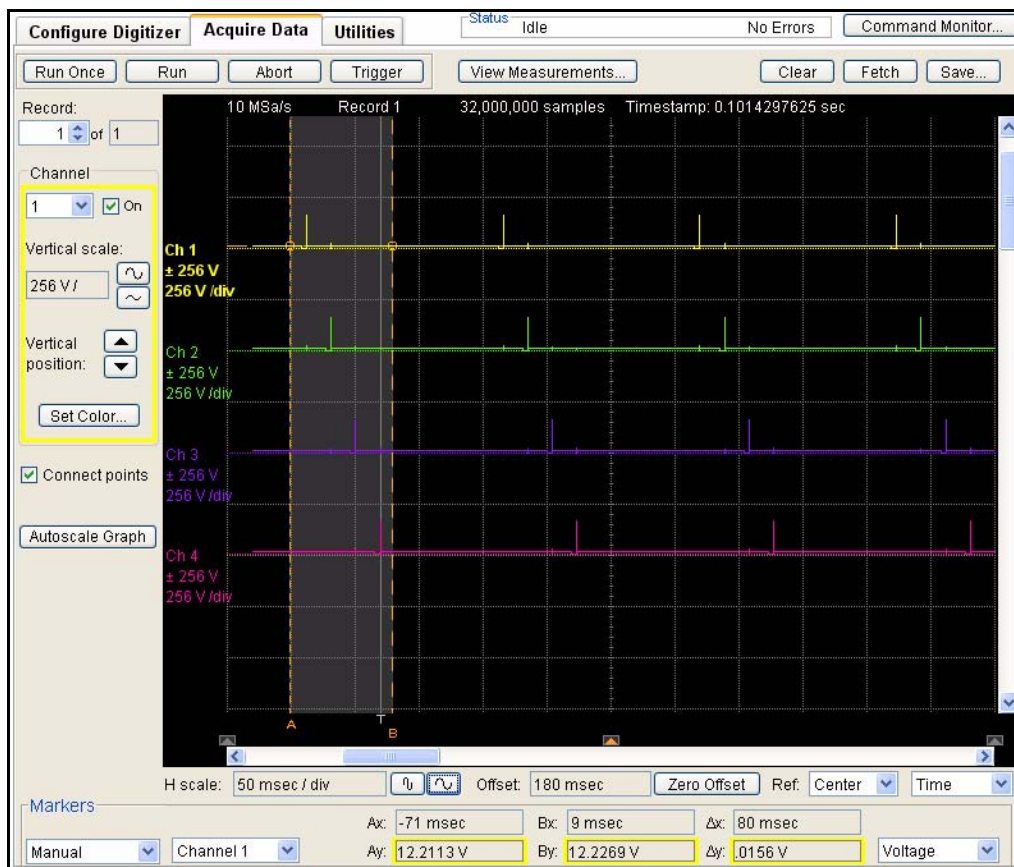 Configure Digitizer Acquire Data Utilities Status Idle No Errors Command Monitor...
Run Once Run Abort Trigger View Measurements... Clear Fetch Save...
Record:
1 of 1
10 MSa/s Record 1 32,000,000 samples Timestamp: 0.1014297625 sec
Channel
1 On
Vertical scale:
256 V /
Vertical position:
Set Color...
Connect points
Autoscale Graph
Ch 1
± 256 V
256 V /div
Ch 2
± 256 V
256 V /div
Ch 3
± 256 V
256 V /div
Ch 4
± 256 V
256 V /div
A T B
H scale: 50 msec / div Offset: 180 msec Zero Offset Ref: Center Time
Markers
Ax: -71 msec Bx: 9 msec Δx: 80 msec
Manual Channel 1 Ay: 12.2113 V By: 12.2269 V Δy: .0156 V Voltage